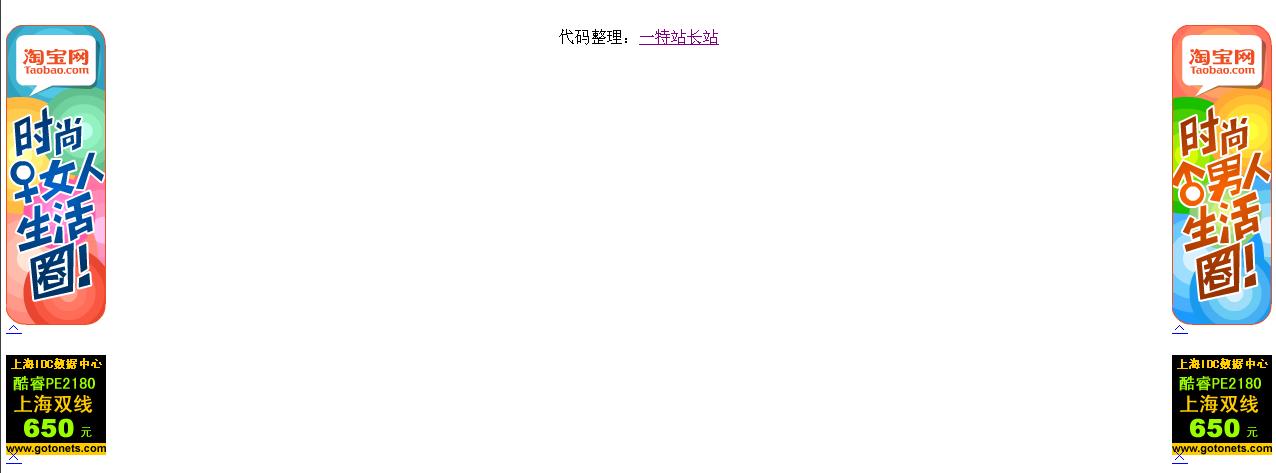 代码整理：一特站长站
淘宝网
Taobao.com
时尚
女人
生活
圈!
上海IDC数据中心
酷睿PE2180
上海双线
650 元
www.gotonets.com
淘宝网
Taobao.com
时尚
男人
生活
圈!
上海IDC数据中心
酷睿PE2180
上海双线
650 元
www.gotonets.com